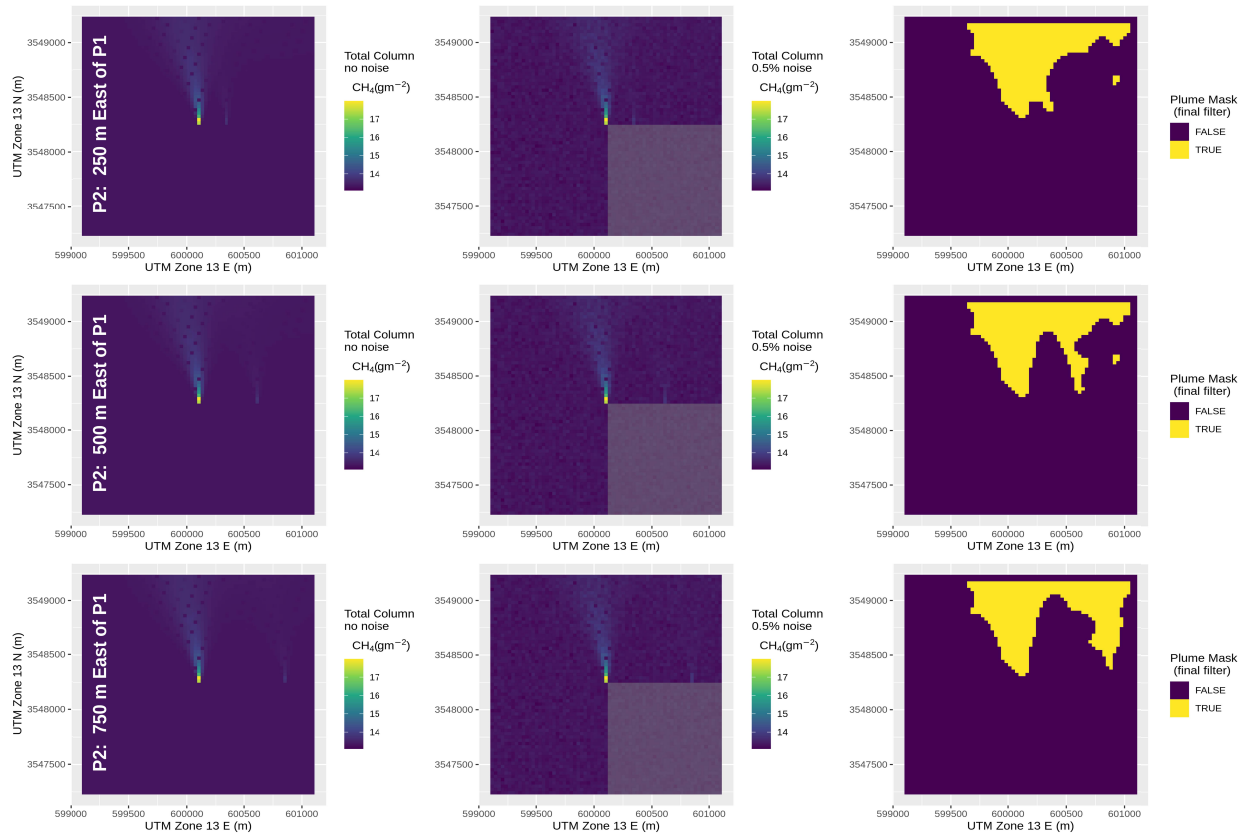 UTM Zone 13 N (m)
3549000
3548500
3548000
3547500
P2: 250 m East of P1
599000 599500 600000 600500 601000
UTM Zone 13 E (m)
Total Column
no noise
CH₄(gm⁻²)
17
16
15
14
3549000
3548500
3548000
3547500
599000 599500 600000 600500 601000
UTM Zone 13 E (m)
Total Column
0.5% noise
CH₄(gm⁻²)
17
16
15
14
3549000
3548500
3548000
3547500
599000 599500 600000 600500 601000
UTM Zone 13 E (m)
Plume Mask
(final filter)
FALSE
TRUE
UTM Zone 13 N (m)
3549000
3548500
3548000
3547500
P2: 500 m East of P1
599000 599500 600000 600500 601000
UTM Zone 13 E (m)
Total Column
no noise
CH₄(gm⁻²)
17
16
15
14
3549000
3548500
3548000
3547500
599000 599500 600000 600500 601000
UTM Zone 13 E (m)
Total Column
0.5% noise
CH₄(gm⁻²)
17
16
15
14
3549000
3548500
3548000
3547500
599000 599500 600000 600500 601000
UTM Zone 13 E (m)
Plume Mask
(final filter)
FALSE
TRUE
UTM Zone 13 N (m)
3549000
3548500
3548000
3547500
P2: 750 m East of P1
599000 599500 600000 600500 601000
UTM Zone 13 E (m)
Total Column
no noise
CH₄(gm⁻²)
17
16
15
14
3549000
3548500
3548000
3547500
599000 599500 600000 600500 601000
UTM Zone 13 E (m)
Total Column
0.5% noise
CH₄(gm⁻²)
17
16
15
14
3549000
3548500
3548000
3547500
599000 599500 600000 600500 601000
UTM Zone 13 E (m)
Plume Mask
(final filter)
FALSE
TRUE